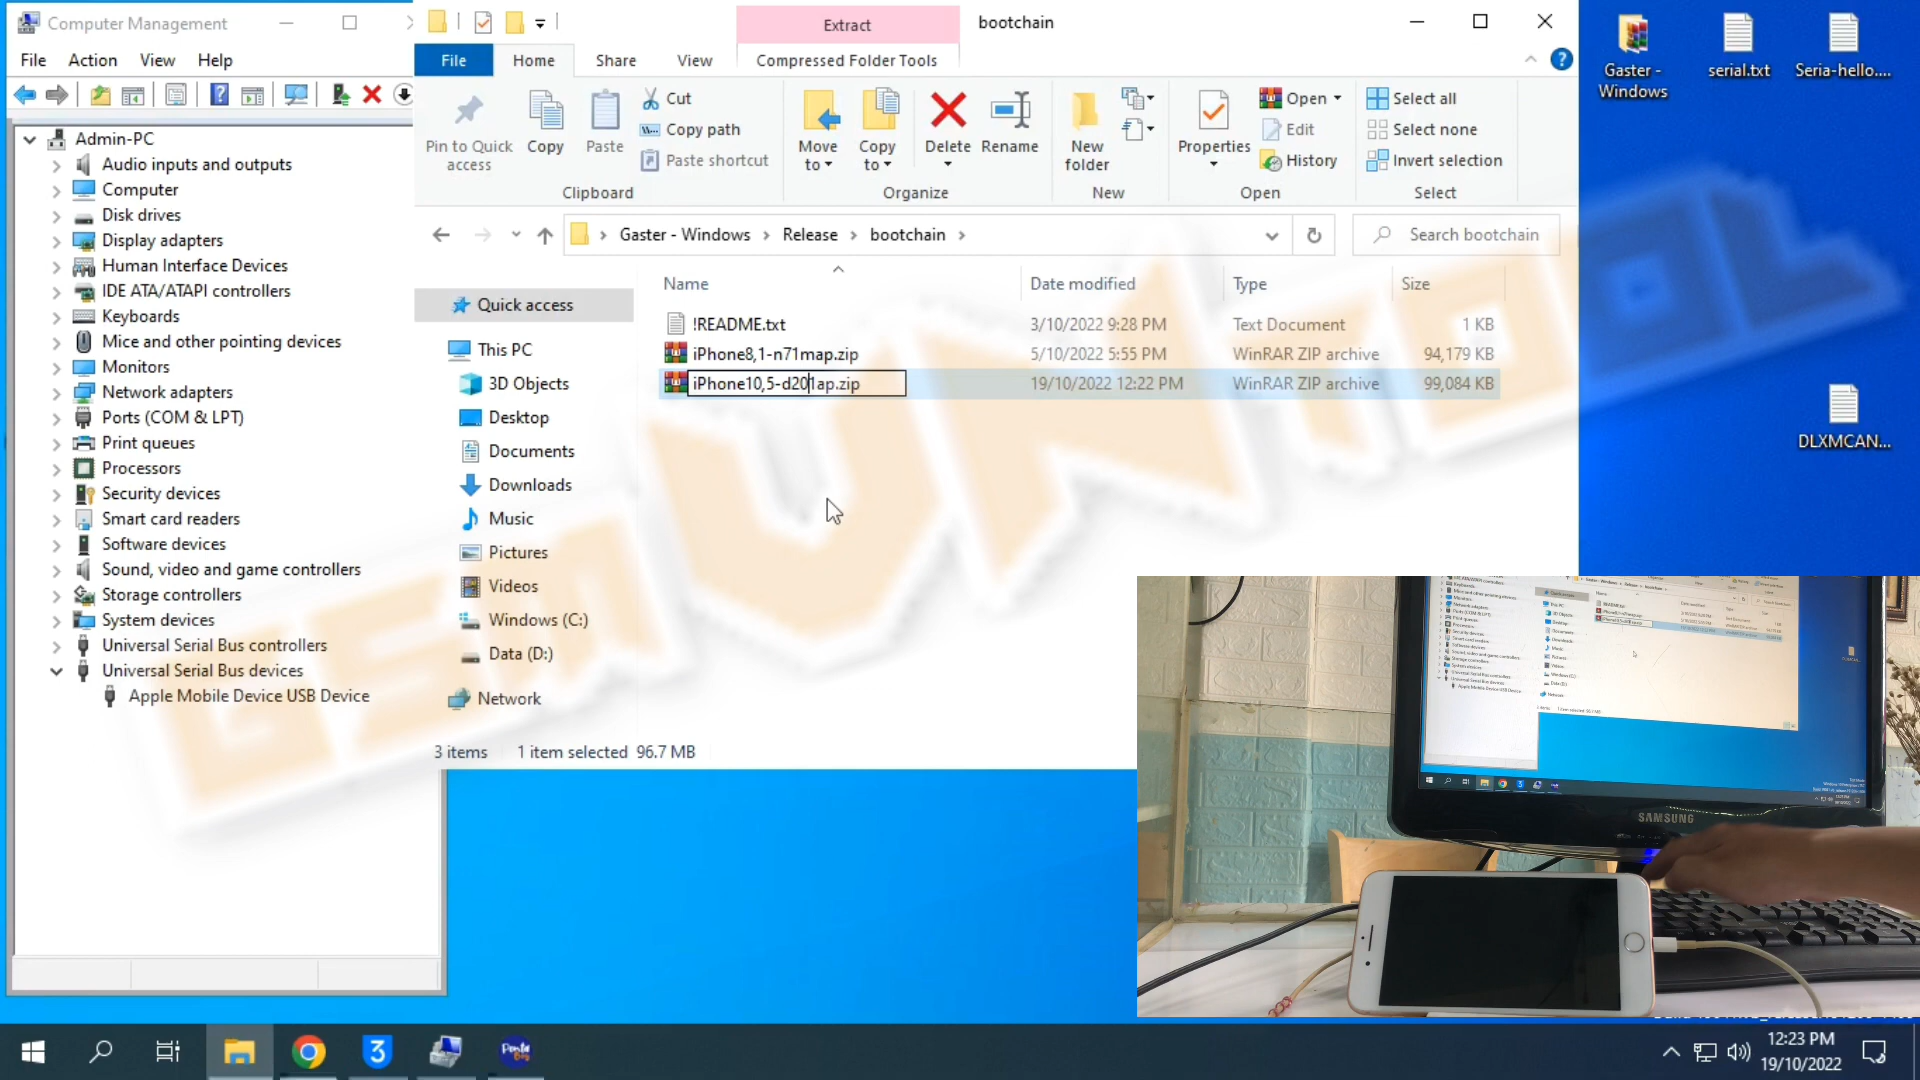 Computer Management
File Action View Help
Admin-PC
Audio inputs and outputs
Computer
Disk drives
Display adapters
Human Interface Devices
IDE ATA/ATAPI controllers
Keyboards
Mice and other pointing devices
Monitors
Network adapters
Ports (COM & LPT)
Print queues
Processors
Security devices
Smart card readers
Software devices
Sound, video and game controllers
Storage controllers
System devices
Universal Serial Bus controllers
Universal Serial Bus devices
Apple Mobile Device USB Device
Extract
bootchain
File Home Share View Compressed Folder Tools
Pin to Quick access
Copy
Paste
Cut
Copy path
Paste shortcut
Clipboard
Move to
Copy to
Delete
Rename
Organize
New folder
New
Properties
Open
Edit
History
Open
Select all
Select none
Invert selection
Select
Gaster - Windows > Release > bootchain >
Search bootchain
Name Date modified Type Size
!README.txt 3/10/2022 9:28 PM Text Document 1 KB
iPhone8,1-n71map.zip 5/10/2022 5:55 PM WinRAR ZIP archive 94,179 KB
iPhone10,5-d201ap.zip 19/10/2022 12:22 PM WinRAR ZIP archive 99,084 KB
Quick access
This PC
3D Objects
Desktop
Documents
Downloads
Music
Pictures
Videos
Windows (C:)
Data (D:)
Network
3 items 1 item selected 96.7 MB
Gaster - Windows
serial.txt
Seria-hello....
DLXMCAN...
GSMUNTOOL
SAMSUNG
3
12:23 PM
19/10/2022